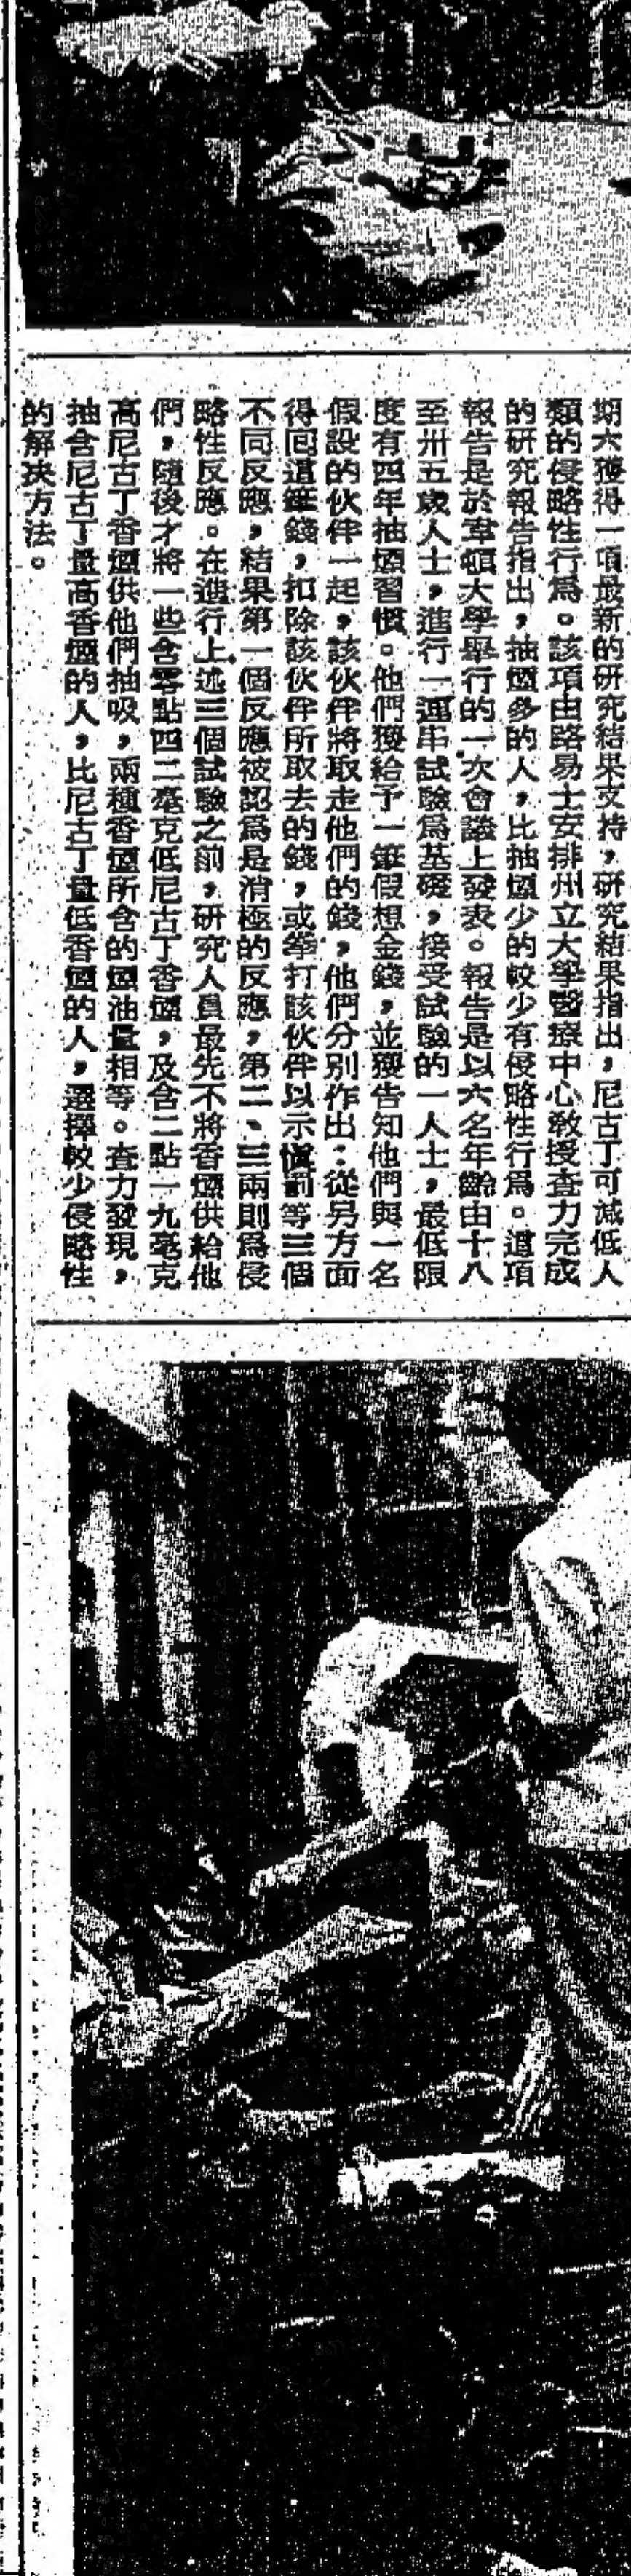 期六獲得一項最新的研究結果支持，研究結果指出，尼古丁可減低人
類的侵略性行爲。該項由路易士安排州立大學醫療中心敎授查力完成
的研究報告指出，抽煙多的人，比抽煙少的較少有侵略性行爲。這項
報告是於韋頓大學舉行的一次會議上發表。報告是以六名年齡由十八
至卅五歲人士，進行一連串試驗爲基礎，接受試驗的一人士，最低限
度有四年抽煙習慣。他們獲給予一筆假想金錢，並獲告知他們與一名
假設的伙伴一起，該伙伴將取走他們的錢，他們分別作出：從另方面
得回這筆錢，扣除該伙伴所取去的錢，或拳打該伙伴以示懲罰等三個
不同反應，結果第一個反應被認爲是消極的反應，第二、三兩則爲侵
略性反應。在進行上述三個試驗之前，研究人員最先不將香煙供給他
們，隨後才將一些含零點四二毫克低尼古丁香煙，及含二點一九毫克
高尼古丁香煙供他們抽吸，兩種香煙所含的煙油量相等。查力發現，
抽含尼古丁量高香煙的人，比尼古丁量低香煙的人，選擇較少侵略性
的解决方法。